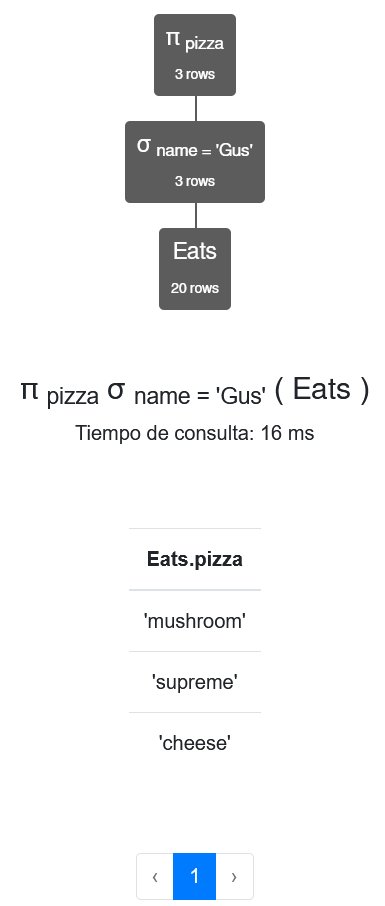 π pizza
3 rows
σ name = 'Gus'
3 rows
Eats
20 rows
π pizza σ name = 'Gus' ( Eats )
Tiempo de consulta: 16 ms
Eats.pizza
'mushroom'
'supreme'
'cheese'
‹ 1 ›